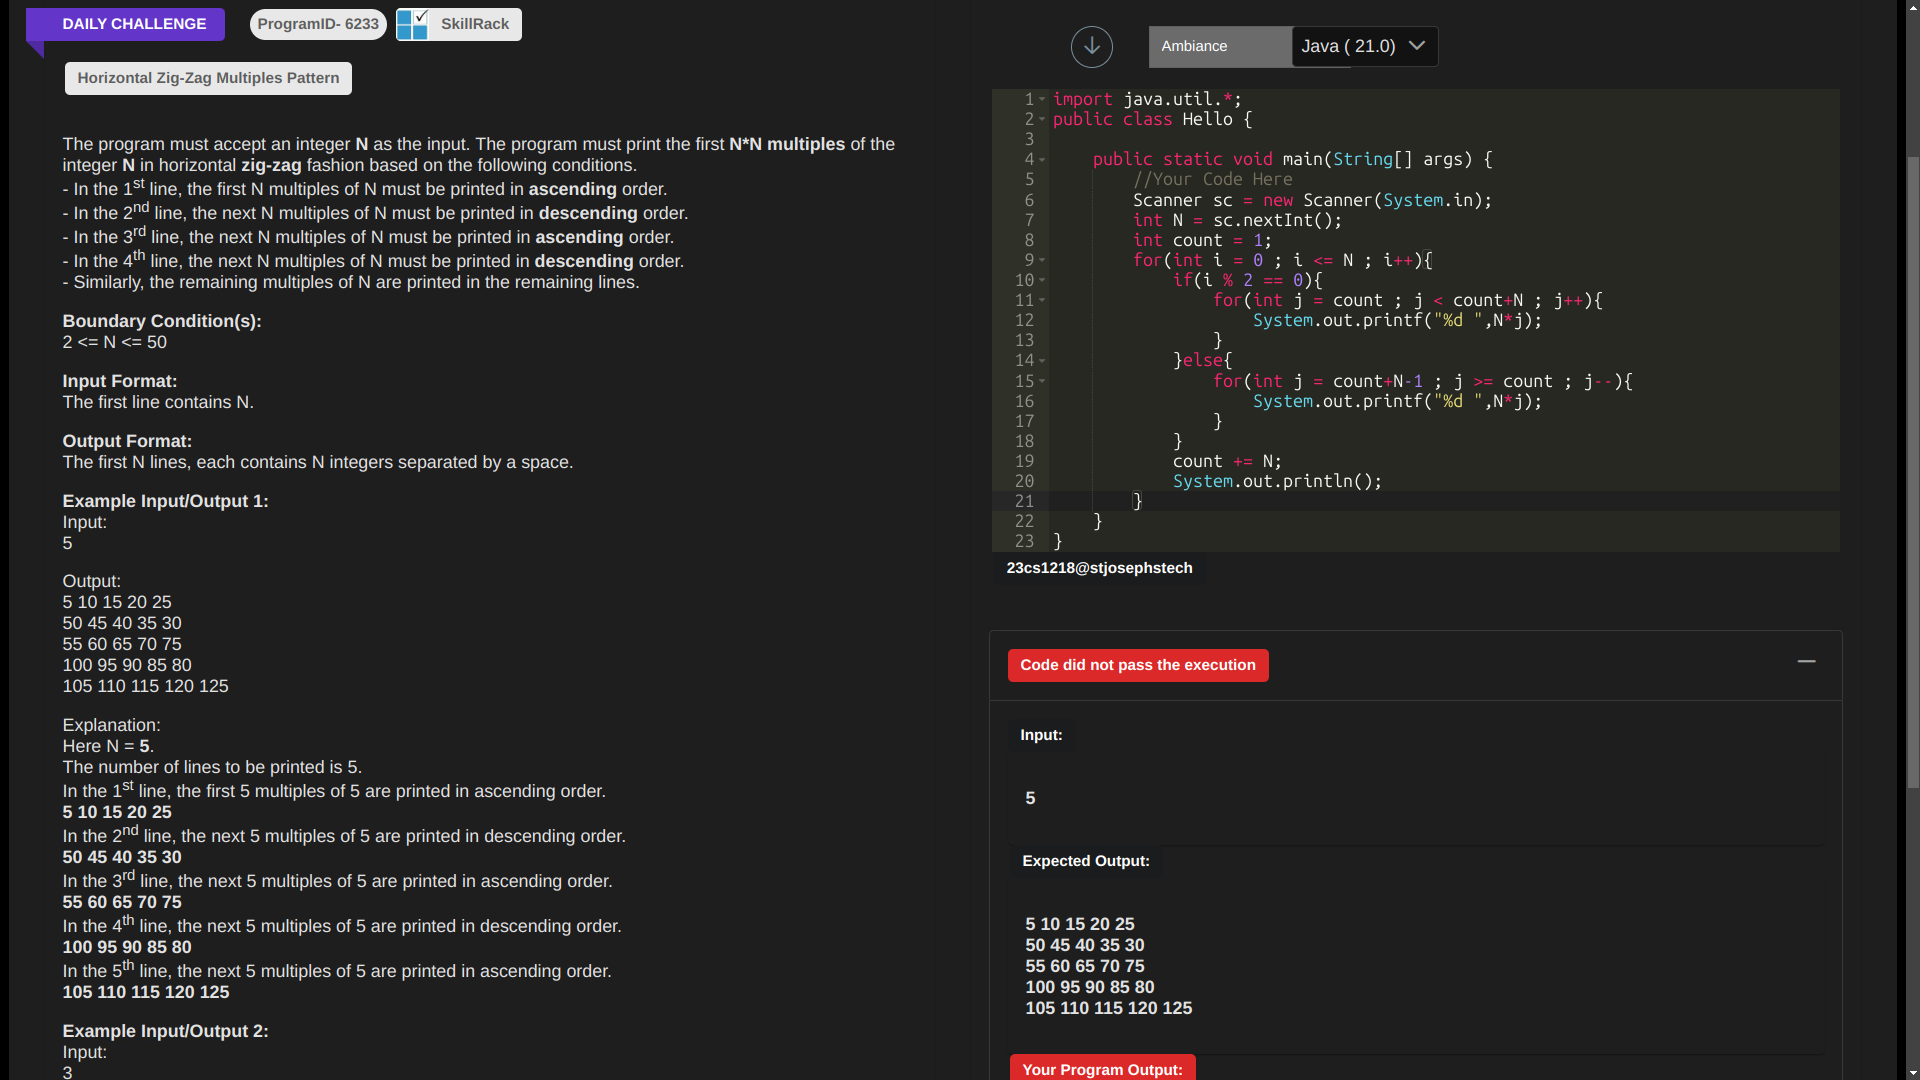 DAILY CHALLENGE
ProgramID- 6233
SkillRack
Horizontal Zig-Zag Multiples Pattern
The program must accept an integer N as the input. The program must print the first N*N multiples of the
integer N in horizontal zig-zag fashion based on the following conditions.
- In the 1st line, the first N multiples of N must be printed in ascending order.
- In the 2nd line, the next N multiples of N must be printed in descending order.
- In the 3rd line, the next N multiples of N must be printed in ascending order.
- In the 4th line, the next N multiples of N must be printed in descending order.
- Similarly, the remaining multiples of N are printed in the remaining lines.
Boundary Condition(s):
2 <= N <= 50
Input Format:
The first line contains N.
Output Format:
The first N lines, each contains N integers separated by a space.
Example Input/Output 1:
Input:
5
Output:
5 10 15 20 25
50 45 40 35 30
55 60 65 70 75
100 95 90 85 80
105 110 115 120 125
Explanation:
Here N = 5.
The number of lines to be printed is 5.
In the 1st line, the first 5 multiples of 5 are printed in ascending order.
5 10 15 20 25
In the 2nd line, the next 5 multiples of 5 are printed in descending order.
50 45 40 35 30
In the 3rd line, the next 5 multiples of 5 are printed in ascending order.
55 60 65 70 75
In the 4th line, the next 5 multiples of 5 are printed in descending order.
100 95 90 85 80
In the 5th line, the next 5 multiples of 5 are printed in ascending order.
105 110 115 120 125
Example Input/Output 2:
Input:
3
Ambiance
Java ( 21.0)
1 import java.util.*;
2 public class Hello {
3
4     public static void main(String[] args) {
5         //Your Code Here
6         Scanner sc = new Scanner(System.in);
7         int N = sc.nextInt();
8         int count = 1;
9         for(int i = 0 ; i <= N ; i++){
10             if(i % 2 == 0){
11                 for(int j = count ; j < count+N ; j++){
12                     System.out.printf("%d ",N*j);
13                 }
14             }else{
15                 for(int j = count+N-1 ; j >= count ; j--){
16                     System.out.printf("%d ",N*j);
17                 }
18             }
19             count += N;
20             System.out.println();
21         }
22     }
23 }
23cs1218@stjosephstech
Code did not pass the execution
Input:
5
Expected Output:
5 10 15 20 25
50 45 40 35 30
55 60 65 70 75
100 95 90 85 80
105 110 115 120 125
Your Program Output: